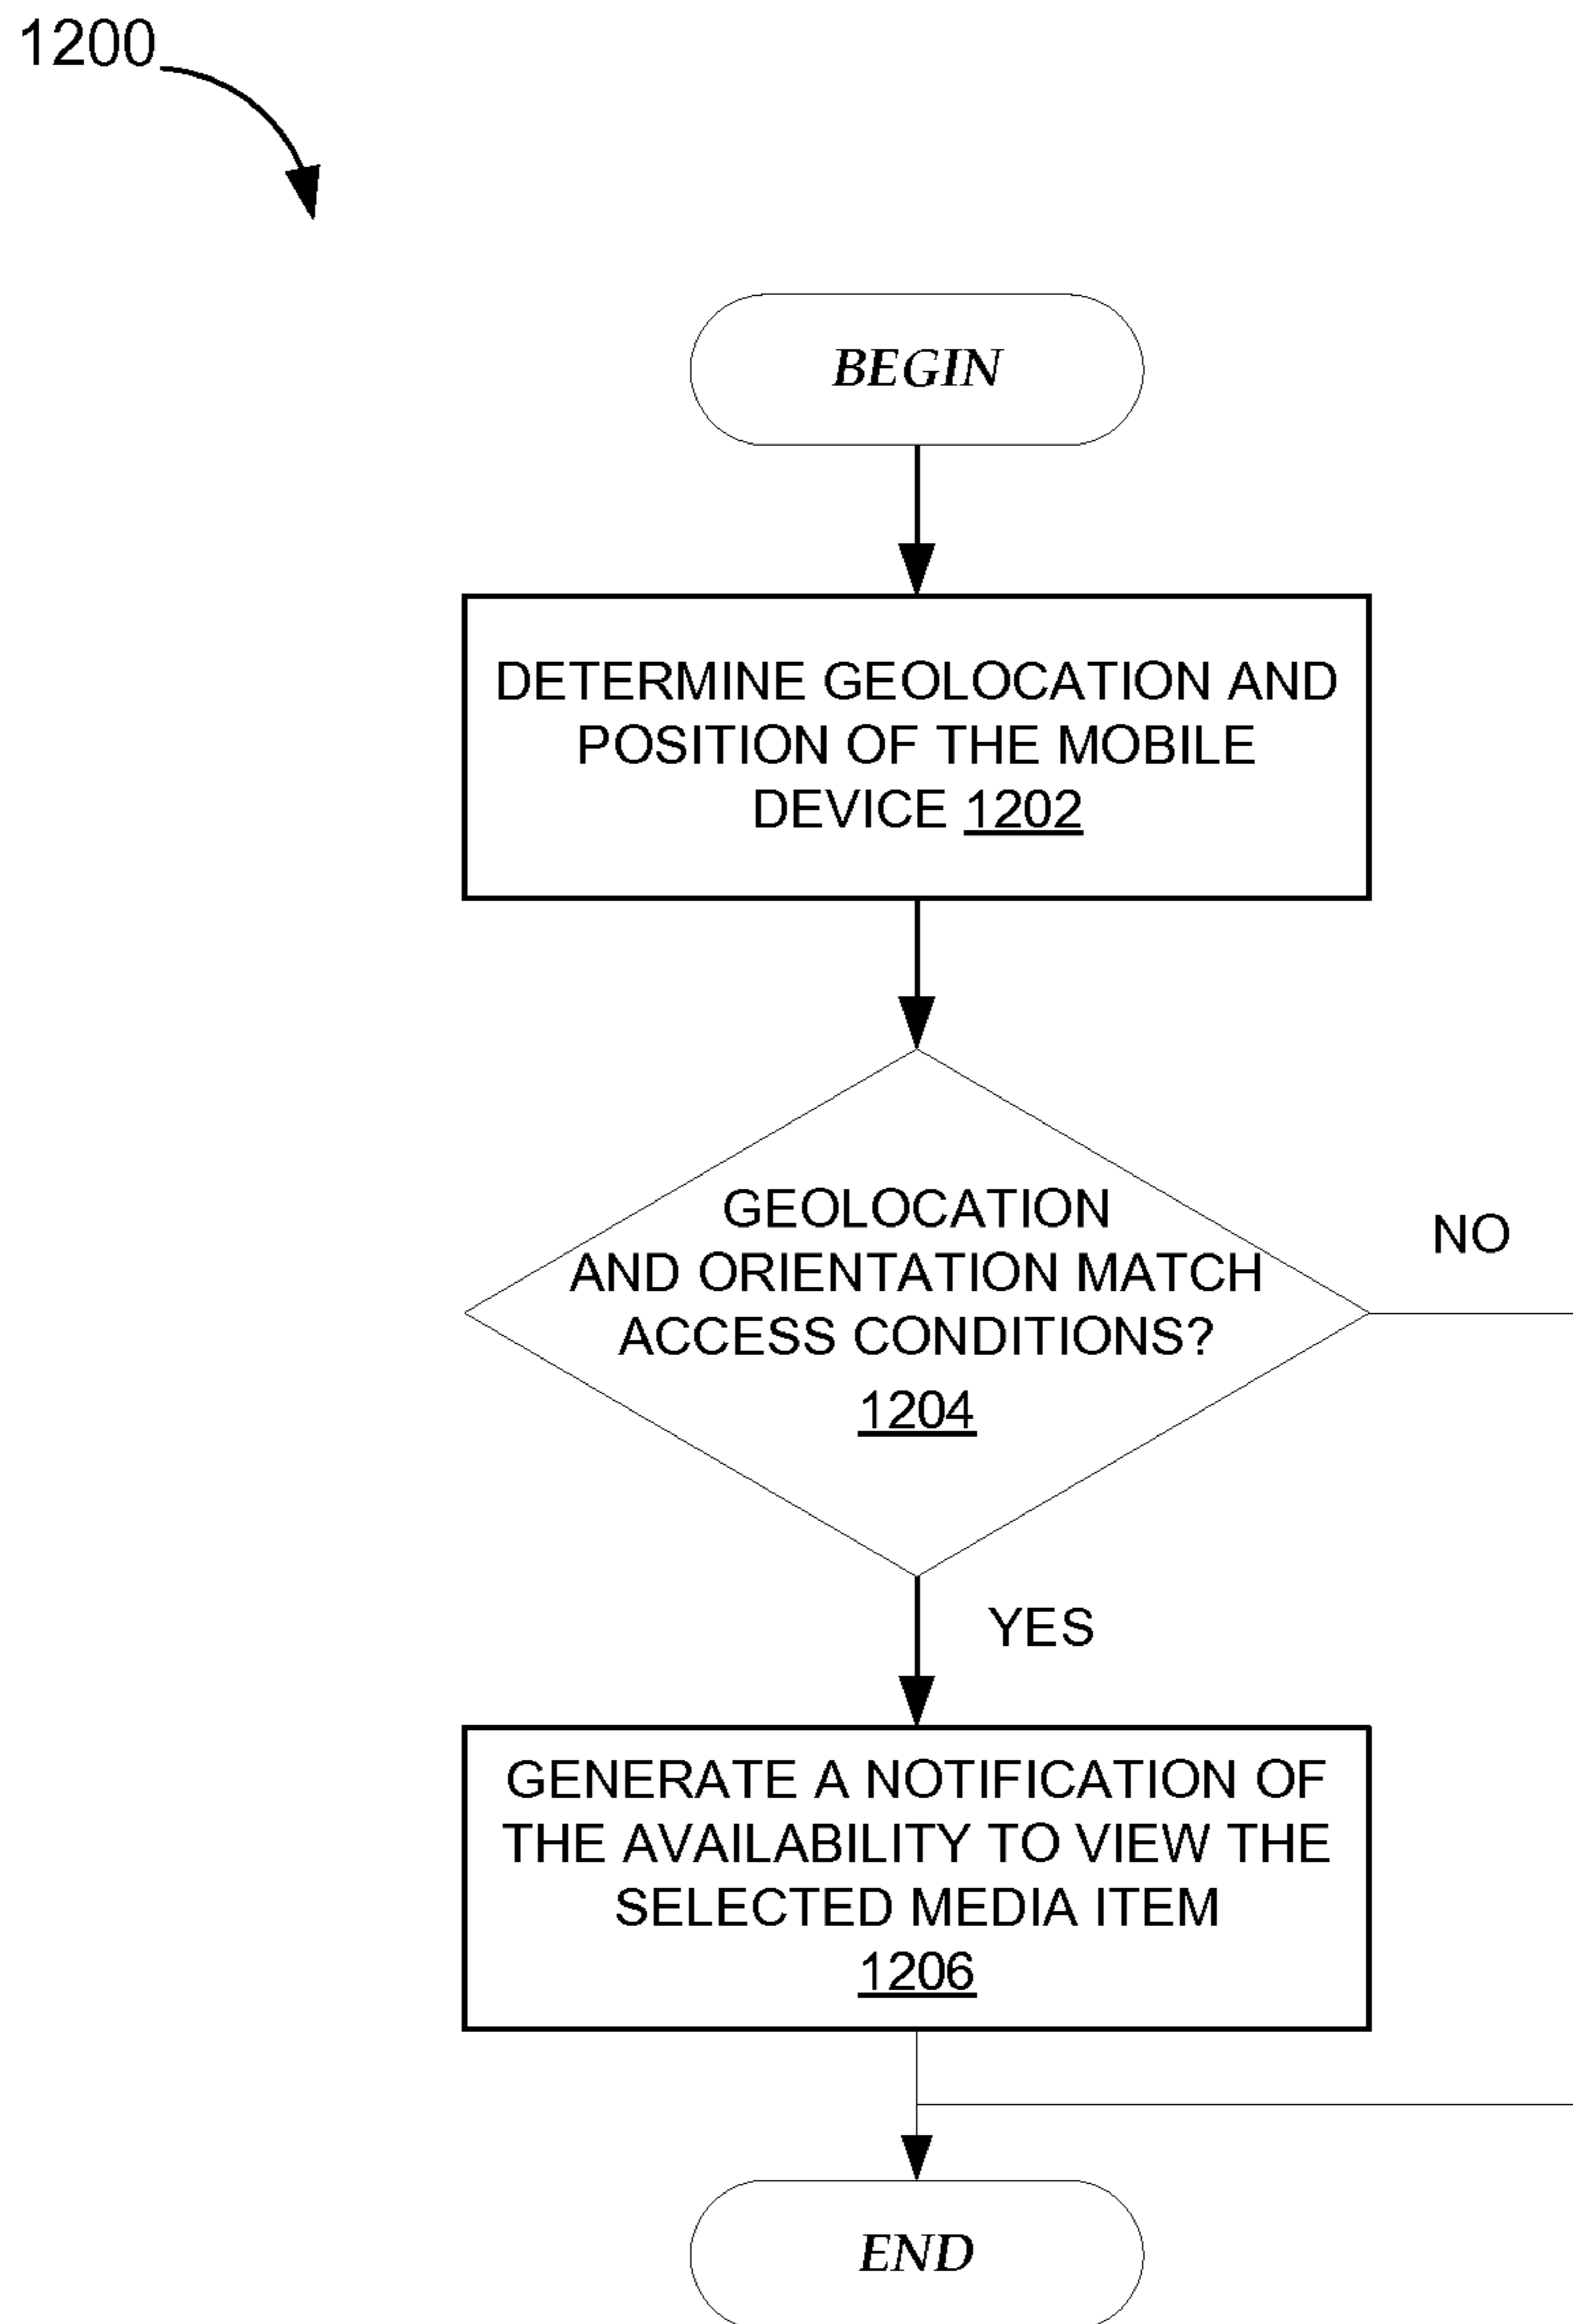 1200
BEGIN
DETERMINE GEOLOCATION AND
POSITION OF THE MOBILE
DEVICE 1202
GEOLOCATION
AND ORIENTATION MATCH
ACCESS CONDITIONS?
1204
NO
YES
GENERATE A NOTIFICATION OF
THE AVAILABILITY TO VIEW THE
SELECTED MEDIA ITEM
1206
END